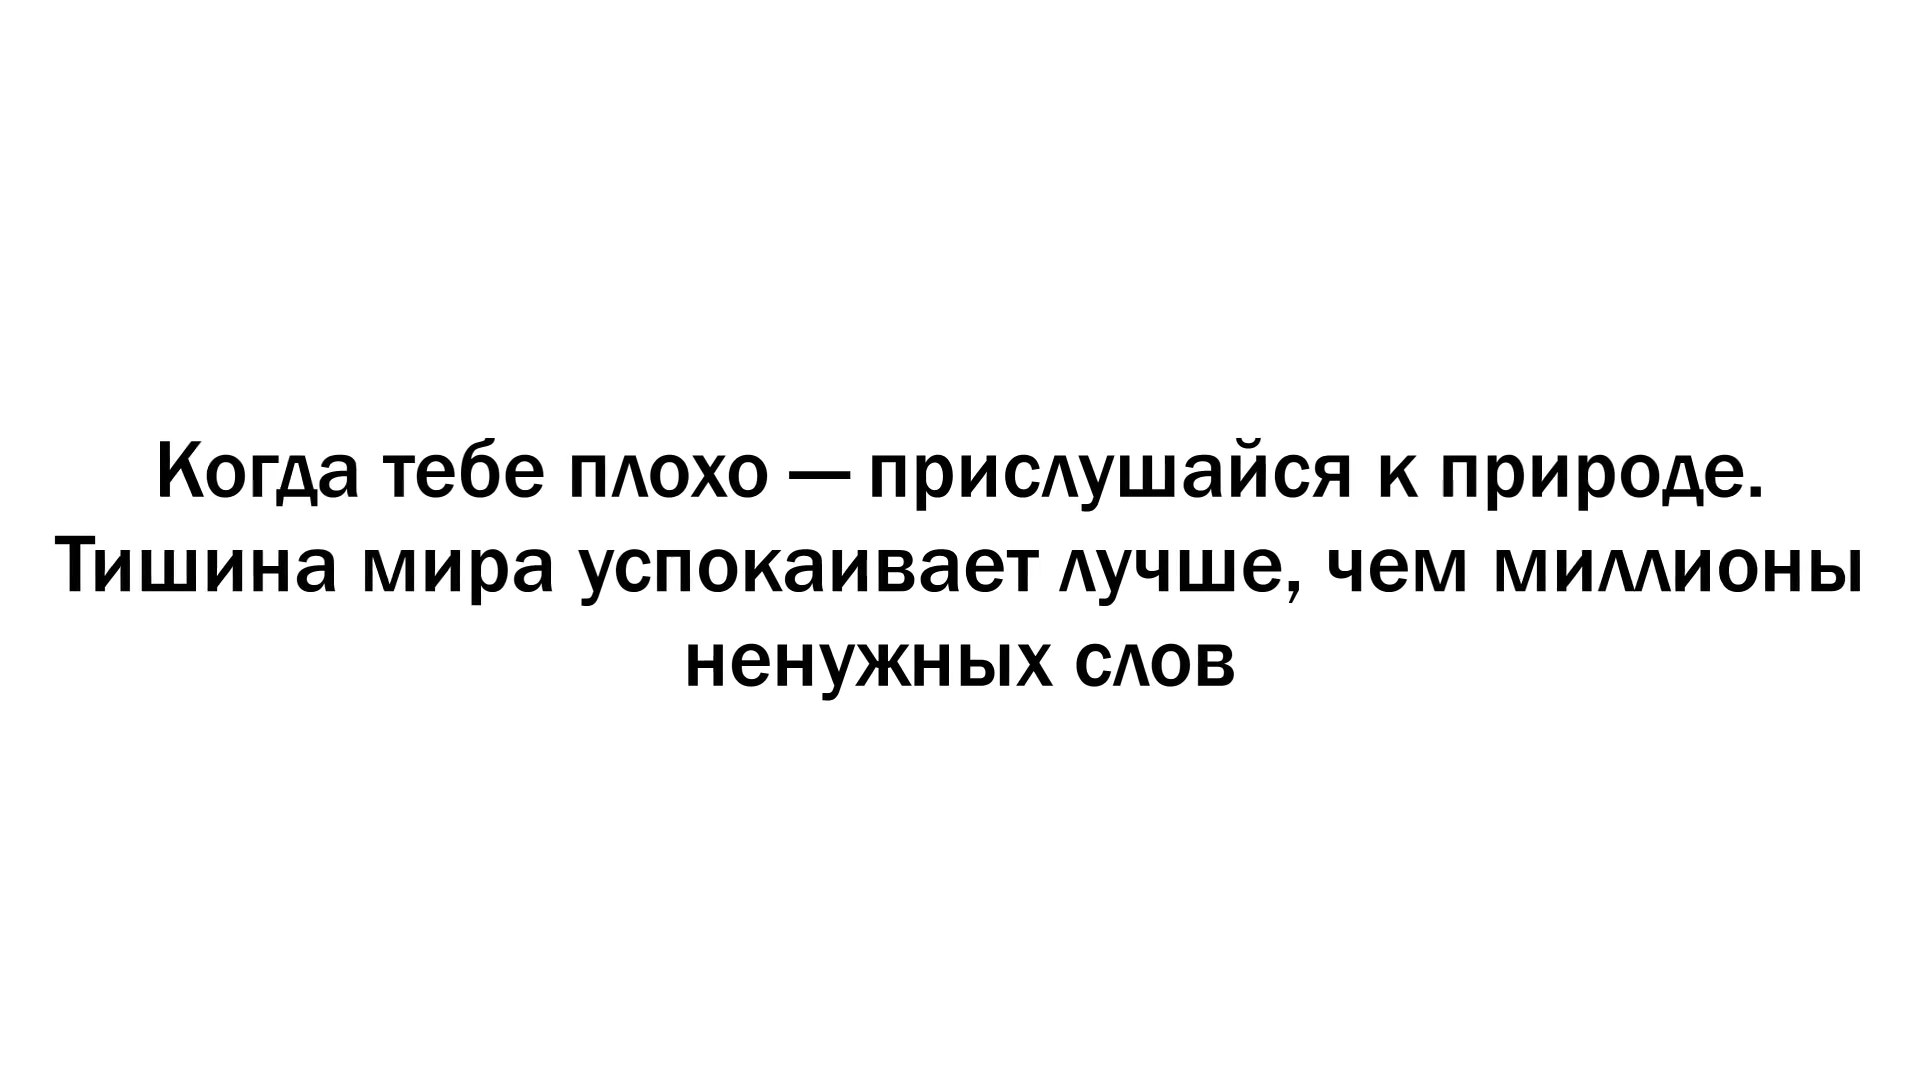 Когда тебе плохо — прислушайся к природе.
Тишина мира успокаивает лучше, чем миллионы
ненужных слов